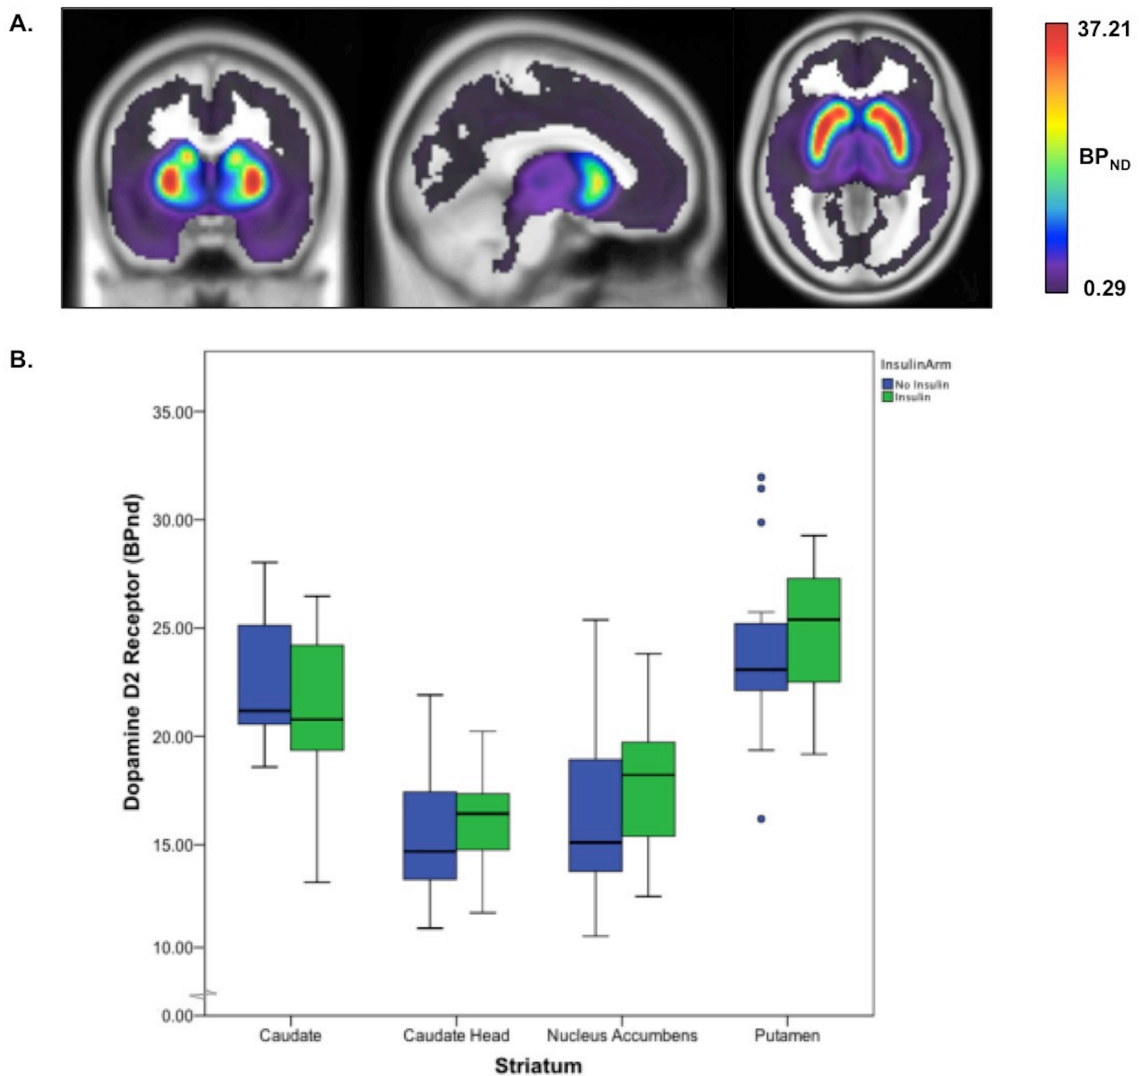 A.
37.21
BPND
0.29
B.
InsulinArm
No Insulin
Insulin
35.00
30.00
25.00
20.00
15.00
10.00
0.00
Dopamine D2 Receptor (BPnd)
Caudate
Caudate Head
Nucleus Accumbens
Putamen
Striatum